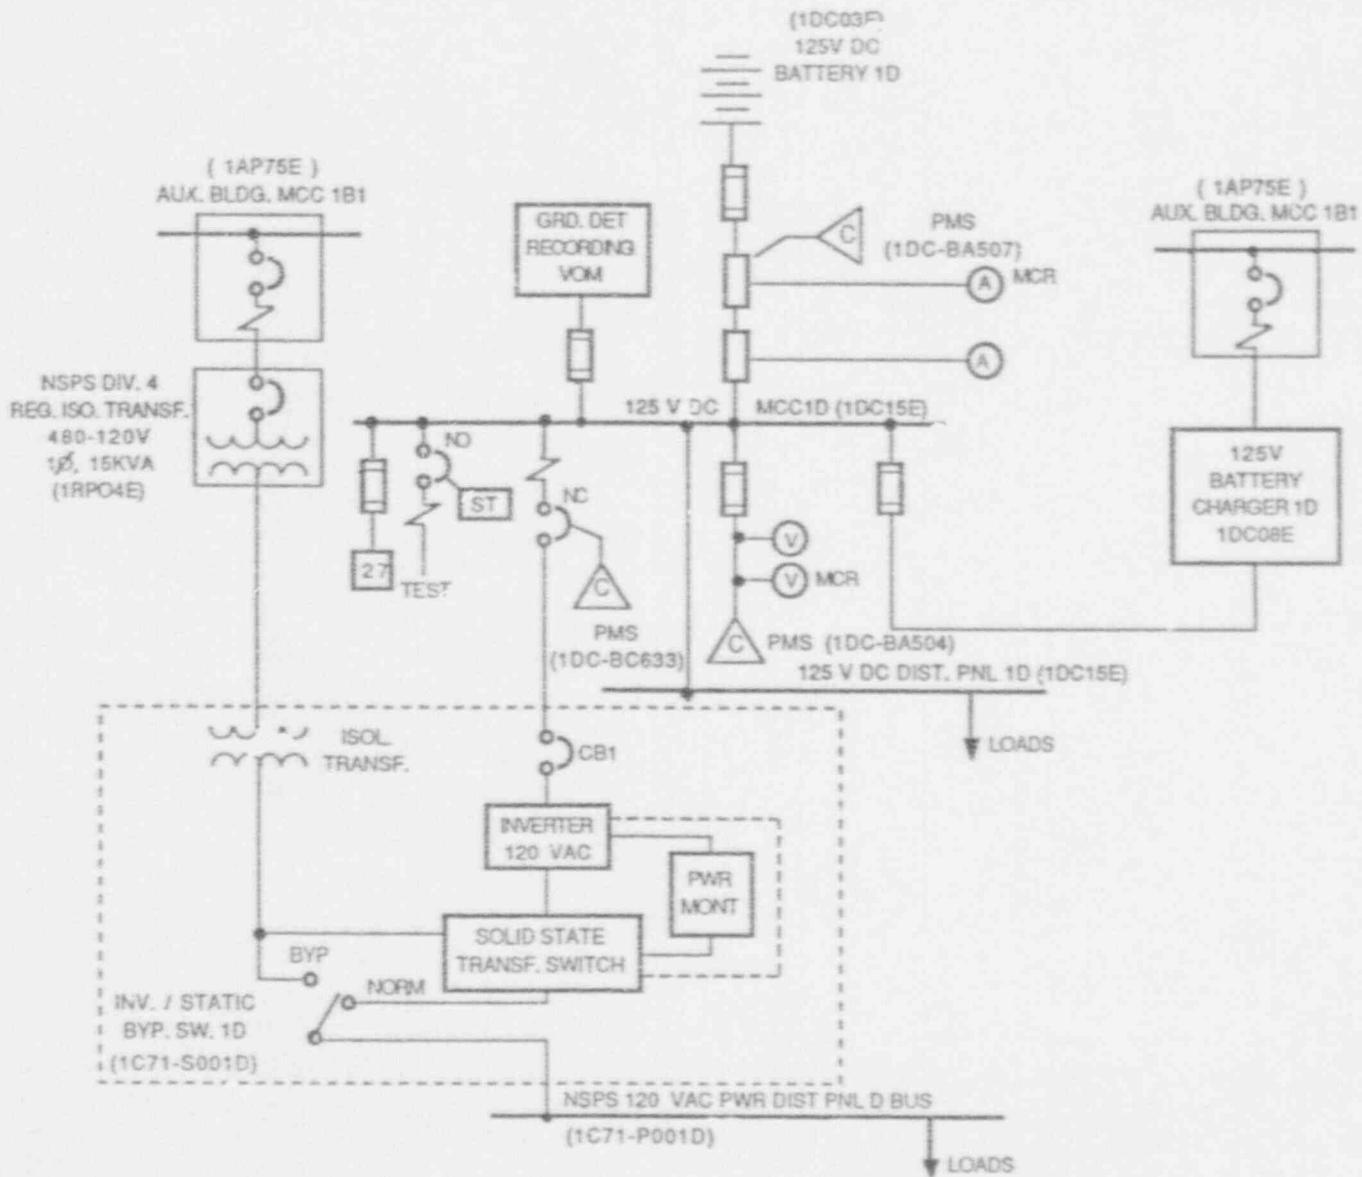 (1DC03E)
125V DC
BATTERY 1D
( 1AP75E )
AUX. BLDG. MCC 1B1
GRD. DET
RECORDING
VOM
C
PMS
(1DC-BA507)
A
MCR
A
( 1AP75E )
AUX. BLDG. MCC 1B1
NSPS DIV. 4
REG. ISO. TRANSF.
480-120V
1Ø, 15KVA
(1RPO4E)
125 V DC
MCC1D (1DC15E)
NO
ST
NC
27
TEST
C
PMS
(1DC-BC633)
V
V
MCR
C
PMS (1DC-BA504)
125V
BATTERY
CHARGER 1D
1DC08E
125 V DC DIST. PNL 1D (1DC15E)
LOADS
ISOL.
TRANSF.
CB1
INVERTER
120 VAC
PWR
MONT
SOLID STATE
TRANSF. SWITCH
BYP
NORM
INV. / STATIC
BYP. SW. 1D
(1C71-S001D)
NSPS 120 VAC PWR DIST PNL D BUS
(1C71-P001D)
LOADS